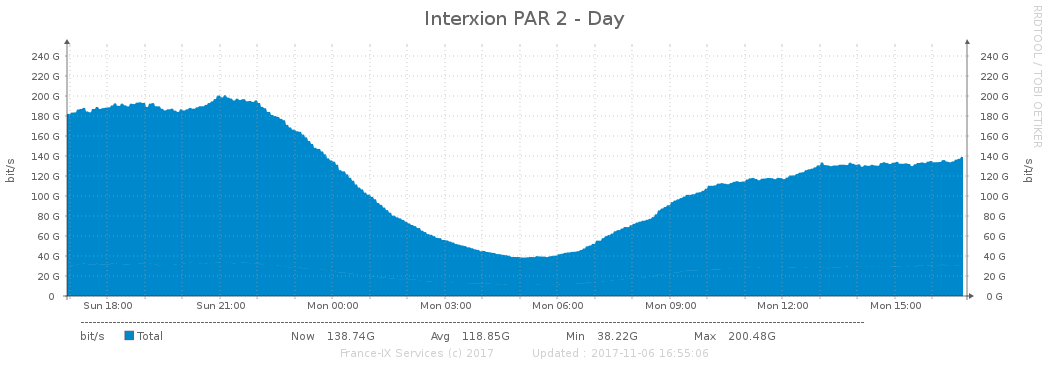 Interxion PAR 2 - Day
RRDTOOL / TOBI OETIKER
bit/s
bit/s
240 G 240 G
220 G 220 G
200 G 200 G
180 G 180 G
160 G 160 G
140 G 140 G
120 G 120 G
100 G 100 G
80 G 80 G
60 G 60 G
40 G 40 G
20 G 20 G
0 0 G
Sun 18:00 Sun 21:00 Mon 00:00 Mon 03:00 Mon 06:00 Mon 09:00 Mon 12:00 Mon 15:00
bit/s Total Now 138.74G Avg 118.85G Min 38.22G Max 200.48G
France-IX Services (c) 2017 Updated : 2017-11-06 16:55:06